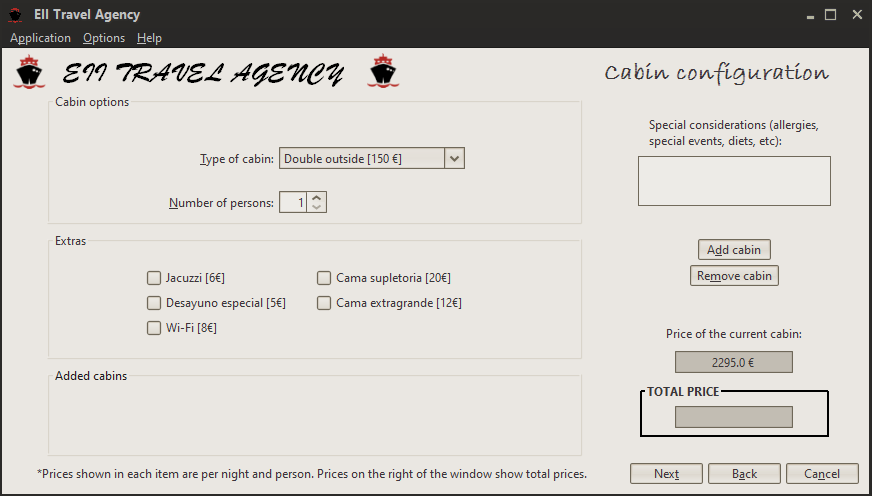 EII Travel Agency
Application Options Help
EII TRAVEL AGENCY
Cabin configuration
Cabin options
Type of cabin: Double outside [150 €]
Number of persons: 1
Special considerations (allergies,
special events, diets, etc):
Extras
Jacuzzi [6€] Cama supletoria [20€]
Desayuno especial [5€] Cama extragrande [12€]
Wi-Fi [8€]
Add cabin
Remove cabin
Price of the current cabin:
2295.0 €
Added cabins
TOTAL PRICE
*Prices shown in each item are per night and person. Prices on the right of the window show total prices.
Next Back Cancel